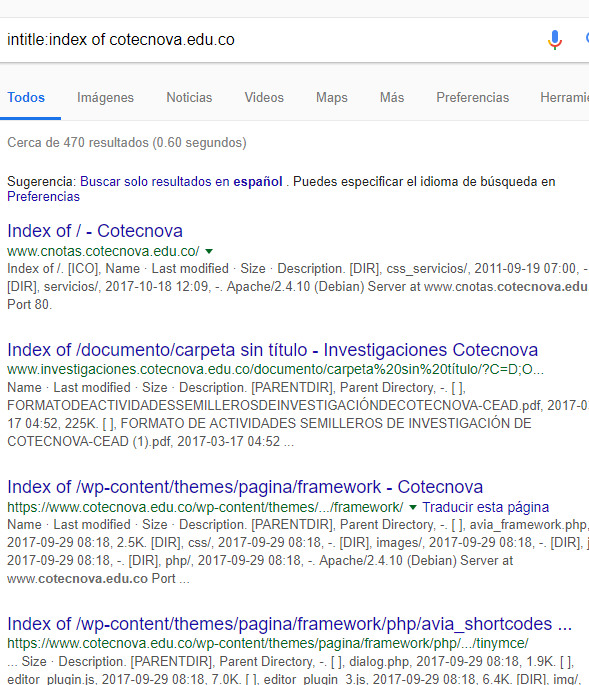 intitle:index of cotecnova.edu.co
Todos Imágenes Noticias Videos Maps Más Preferencias Herrami
Cerca de 470 resultados (0.60 segundos)
Sugerencia: Buscar solo resultados en español . Puedes especificar el idioma de búsqueda en
Preferencias
Index of / - Cotecnova
www.cnotas.cotecnova.edu.co/
Index of /. [ICO], Name · Last modified · Size · Description. [DIR], css_servicios/, 2011-09-19 07:00, -
[DIR], servicios/, 2017-10-18 12:09, -. Apache/2.4.10 (Debian) Server at www.cnotas.cotecnova.edu
Port 80.
Index of /documento/carpeta sin título - Investigaciones Cotecnova
www.investigaciones.cotecnova.edu.co/documento/carpeta%20sin%20título/?C=D;O...
Name · Last modified · Size · Description. [PARENTDIR], Parent Directory, -. [ ],
FORMATODEACTIVIDADESSEMILLEROSDEINVESTIGACIÓNDECOTECNOVA-CEAD.pdf, 2017-03
17 04:52, 225K. [ ], FORMATO DE ACTIVIDADES SEMILLEROS DE INVESTIGACIÓN DE
COTECNOVA-CEAD (1).pdf, 2017-03-17 04:52 ...
Index of /wp-content/themes/pagina/framework - Cotecnova
https://www.cotecnova.edu.co/wp-content/themes/.../framework/ Traducir esta página
Name · Last modified · Size · Description. [PARENTDIR], Parent Directory, -. [ ], avia_framework.php,
2017-09-29 08:18, 2.5K. [DIR], css/, 2017-09-29 08:18, -. [DIR], images/, 2017-09-29 08:18, -. [DIR], j
2017-09-29 08:18, -. [DIR], php/, 2017-09-29 08:18, -. Apache/2.4.10 (Debian) Server at
www.cotecnova.edu.co Port ...
Index of /wp-content/themes/pagina/framework/php/avia_shortcodes ...
https://www.cotecnova.edu.co/wp-content/themes/pagina/framework/php/.../tinymce/
... Size · Description. [PARENTDIR], Parent Directory, -. [ ], dialog.php, 2017-09-29 08:18, 1.9K. [ ],
editor_plugin.js, 2017-09-29 08:18, 7.0K. [ ], editor_plugin_3.js, 2017-09-29 08:18, 6.4K. [DIR], img/,